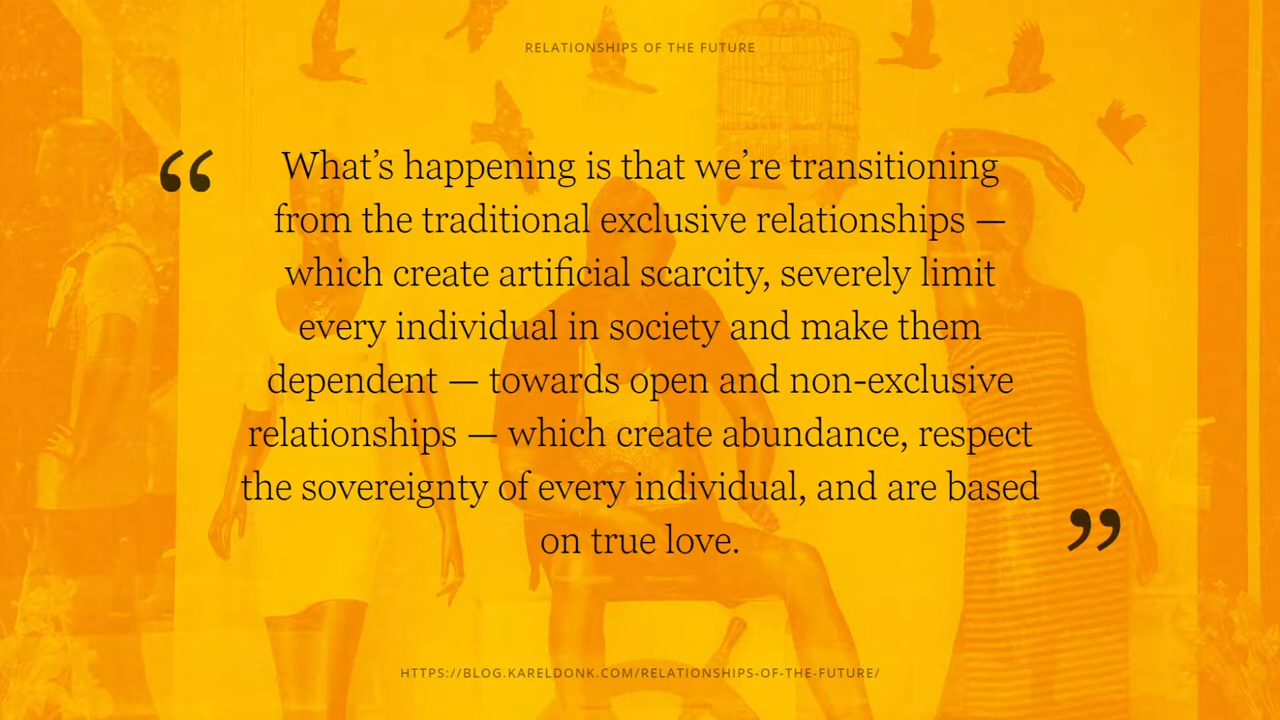 RELATIONSHIPS OF THE FUTURE
“What’s happening is that we’re transitioning
from the traditional exclusive relationships —
which create artificial scarcity, severely limit
every individual in society and make them
dependent — towards open and non-exclusive
relationships — which create abundance, respect
the sovereignty of every individual, and are based
on true love.”
HTTPS://BLOG.KARELDONK.COM/RELATIONSHIPS-OF-THE-FUTURE/